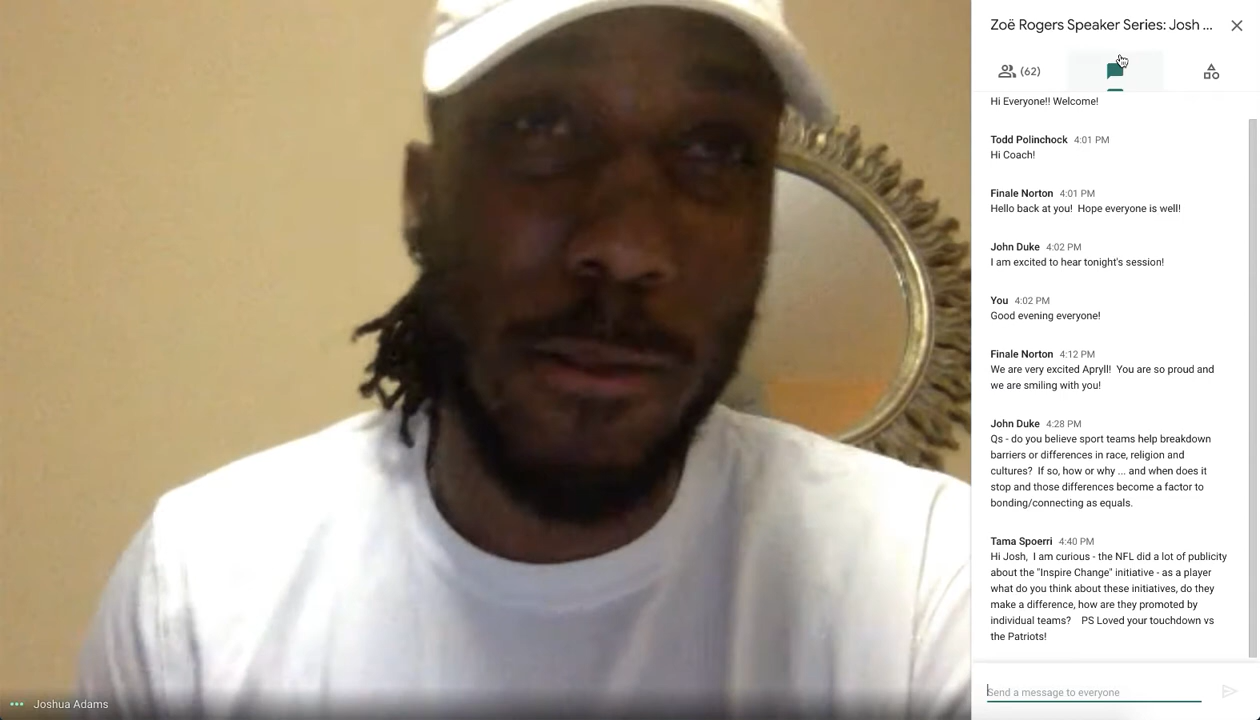 Zoë Rogers Speaker Series: Josh ...
(62)
Hi Everyone!! Welcome!
Todd Polinchock 4:01 PM
Hi Coach!
Finale Norton 4:01 PM
Hello back at you! Hope everyone is well!
John Duke 4:02 PM
I am excited to hear tonight's session!
You 4:02 PM
Good evening everyone!
Finale Norton 4:12 PM
We are very excited Apryll! You are so proud and
we are smiling with you!
John Duke 4:28 PM
Qs - do you believe sport teams help breakdown
barriers or differences in race, religion and
cultures? If so, how or why ... and when does it
stop and those differences become a factor to
bonding/connecting as equals.
Tama Spoerri 4:40 PM
Hi Josh, I am curious - the NFL did a lot of publicity
about the "Inspire Change" initiative - as a player
what do you think about these initiatives, do they
make a difference, how are they promoted by
individual teams? PS Loved your touchdown vs
the Patriots!
Send a message to everyone
Joshua Adams